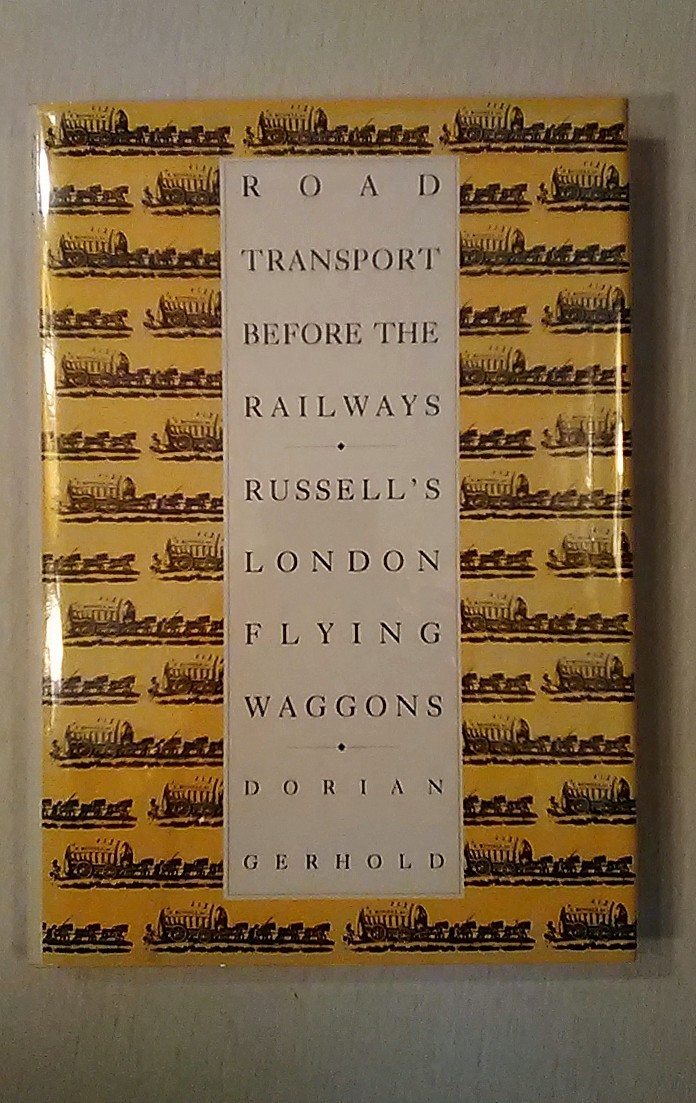 ROAD
TRANSPORT
BEFORE THE
RAILWAYS
RUSSELL'S
LONDON
FLYING
WAGGONS
DORIAN
GERHOLD